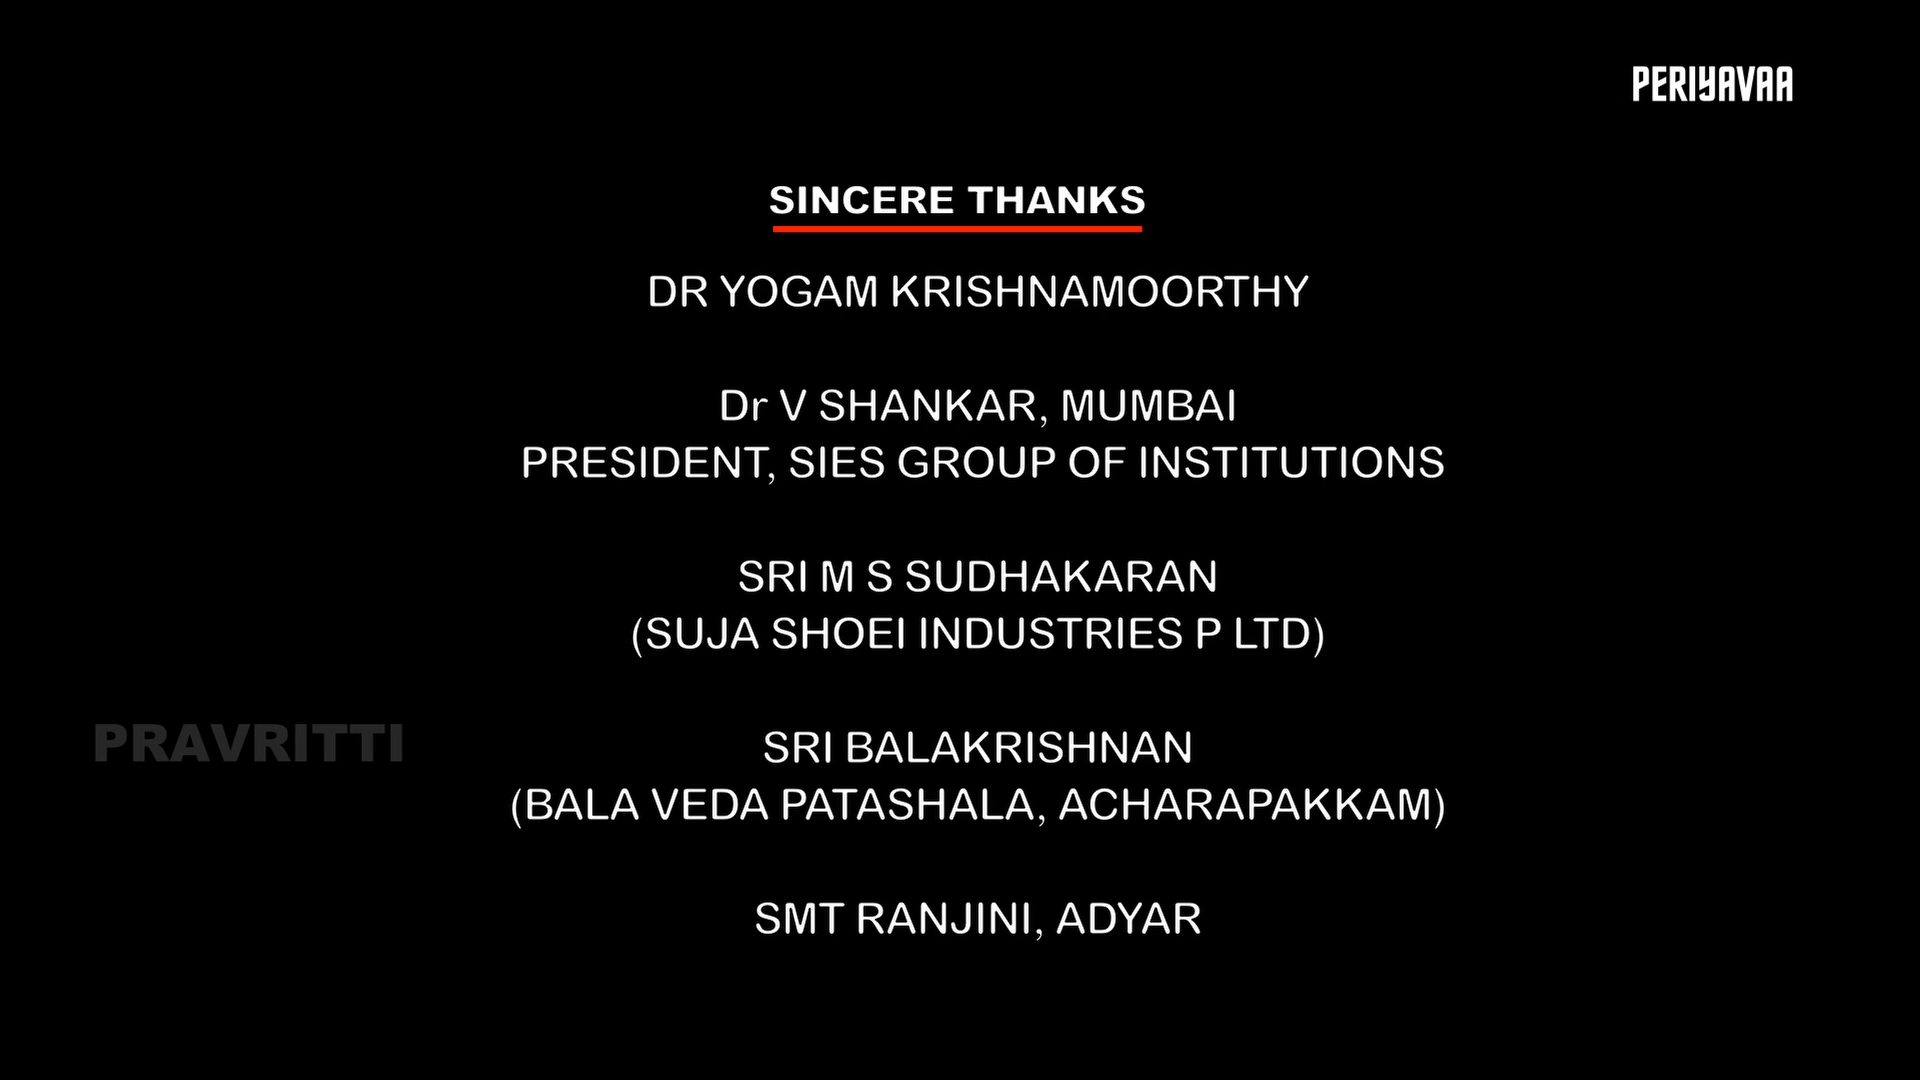 PERIYAVAA
SINCERE THANKS
DR YOGAM KRISHNAMOORTHY
Dr V SHANKAR, MUMBAI
PRESIDENT, SIES GROUP OF INSTITUTIONS
SRI M S SUDHAKARAN
(SUJA SHOEI INDUSTRIES P LTD)
PRAVRITTI
SRI BALAKRISHNAN
(BALA VEDA PATASHALA, ACHARAPAKKAM)
SMT RANJINI, ADYAR